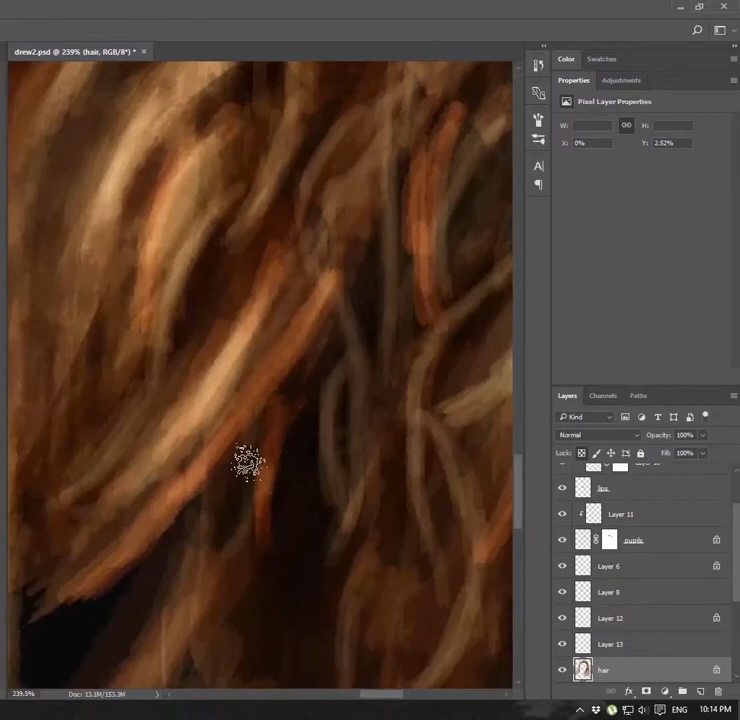 drew2.psd @ 239% (hair, RGB/8*) * ×
Color Swatches
Properties Adjustments
Pixel Layer Properties
W: H:
X: 0% Y: 2.52%
Layers Channels Paths
Kind
Normal Opacity: 100%
Lock: Fill: 100%
lips
Layer 11
pupils
Layer 6
Layer 8
Layer 12
Layer 13
hair
239.5% Doc: 13.1M/153.3M
ENG 10:14 PM